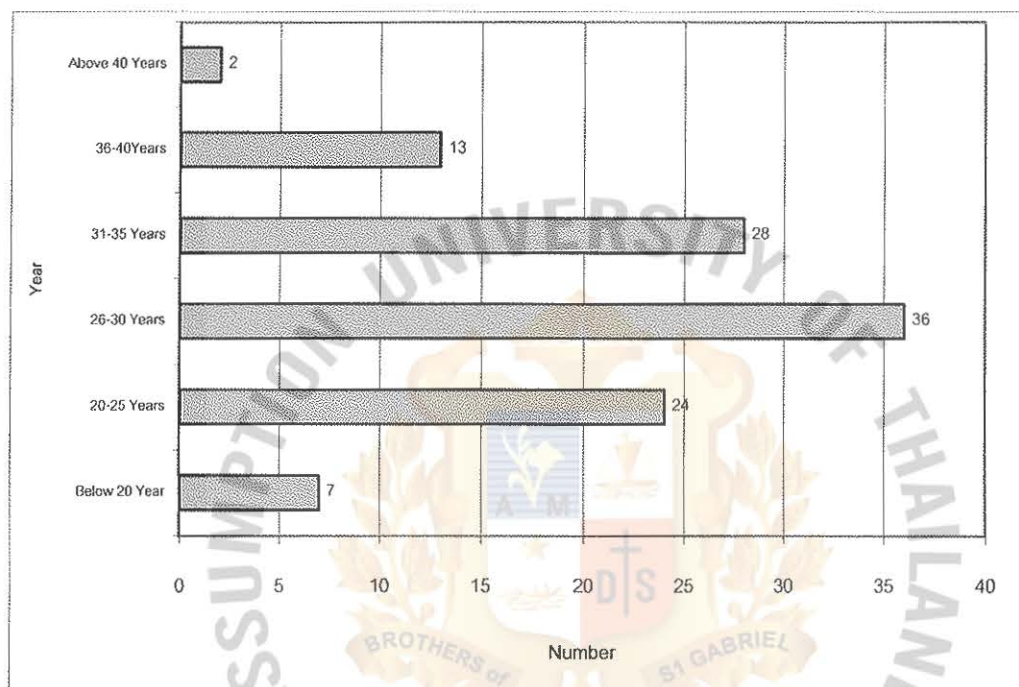 Above 40 Years
2
36-40Years
13
31-35 Years
28
26-30 Years
36
20-25 Years
24
Below 20 Year
7
Year
0 5 10 15 20 25 30 35 40
Number
ASSUMPTION UNIVERSITY OF THAILAND
A M
D S
BROTHERS of
S1 GABRIEL